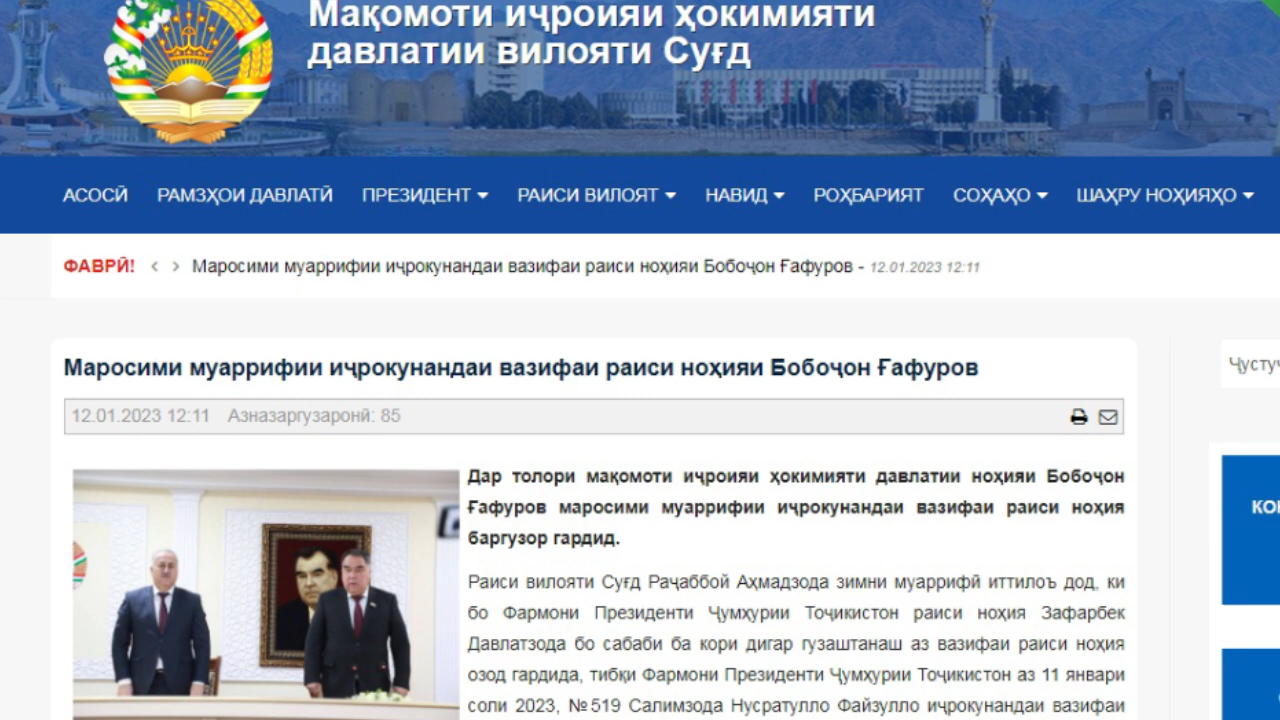 Мақомоти иҷроияи ҳокимияти
давлатии вилояти Суғд
АСОСӢ РАМЗҲОИ ДАВЛАТӢ ПРЕЗИДЕНТ РАИСИ ВИЛОЯТ НАВИД РОҲБАРИЯТ СОҲАҲО ШАҲРУ НОҲИЯҲО
ФАВРӢ! Маросими муаррифии иҷрокунандаи вазифаи раиси ноҳияи Бобоҷон Ғафуров - 12.01.2023 12:11
Маросими муаррифии иҷрокунандаи вазифаи раиси ноҳияи Бобоҷон Ғафуров
12.01.2023 12:11 Азназаргузаронӣ: 85
Дар толори мақомоти иҷроияи ҳокимияти давлатии ноҳияи Бобоҷон
Ғафуров маросими муаррифии иҷрокунандаи вазифаи раиси ноҳия
баргузор гардид.
Раиси вилояти Суғд Раҷаббой Аҳмадзода зимни муаррифӣ иттилоъ дод, ки
бо Фармони Президенти Ҷумҳурии Тоҷикистон раиси ноҳия Зафарбек
Давлатзода бо сабаби ба кори дигар гузаштанаш аз вазифаи раиси ноҳия
озод гардида, тибқи Фармони Президенти Ҷумҳурии Тоҷикистон аз 11 январи
соли 2023, №519 Салимзода Нусратулло Файзулло иҷрокунандаи вазифаи